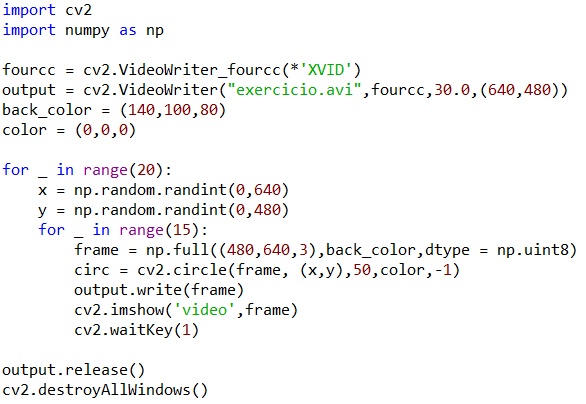 import cv2
import numpy as np

fourcc = cv2.VideoWriter_fourcc(*'XVID')
output = cv2.VideoWriter("exercicio.avi",fourcc,30.0,(640,480))
back_color = (140,100,80)
color = (0,0,0)

for _ in range(20):
    x = np.random.randint(0,640)
    y = np.random.randint(0,480)
    for _ in range(15):
        frame = np.full((480,640,3),back_color,dtype = np.uint8)
        circ = cv2.circle(frame, (x,y),50,color,-1)
        output.write(frame)
        cv2.imshow('video',frame)
        cv2.waitKey(1)

output.release()
cv2.destroyAllWindows()